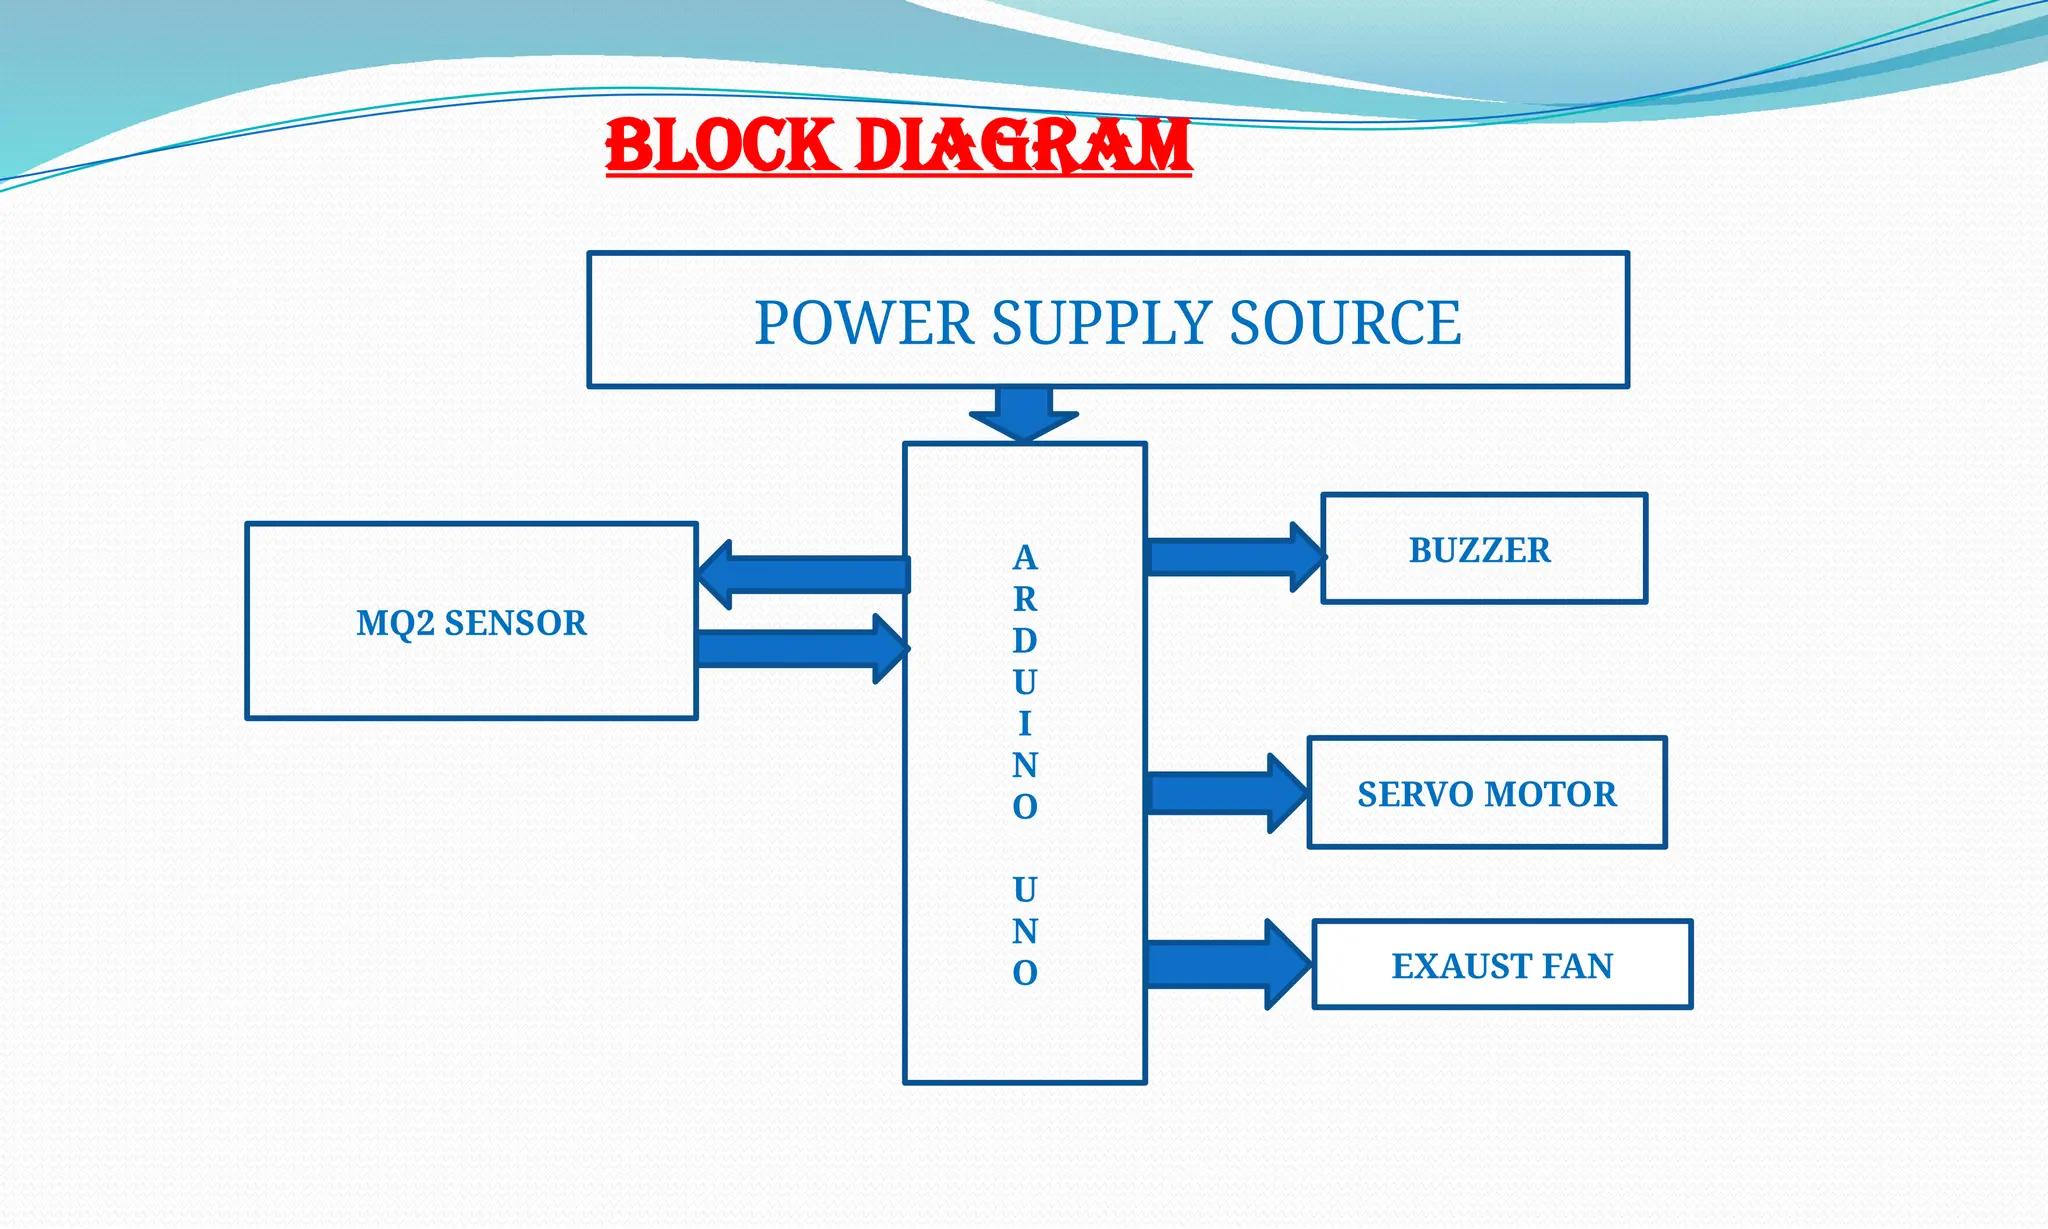 BLOCK DIAGRAM
POWER SUPPLY SOURCE
MQ2 SENSOR
A
R
D
U
I
N
O
U
N
O
BUZZER
SERVO MOTOR
EXAUST FAN